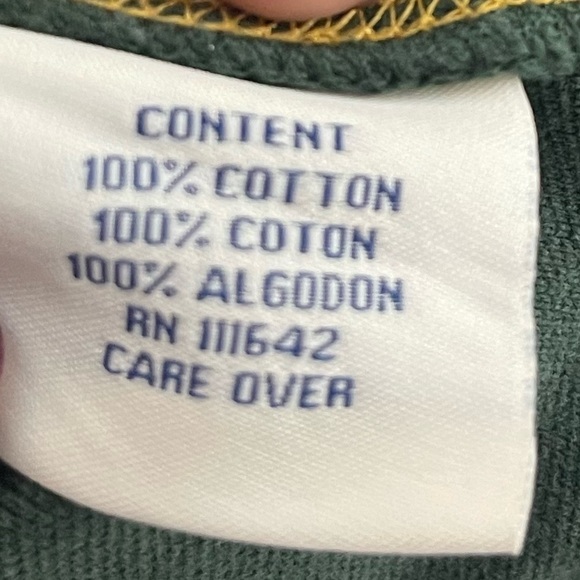 CONTENT
100% COTTON
100% COTON
100% ALGODON
RN 111642
CARE OVER